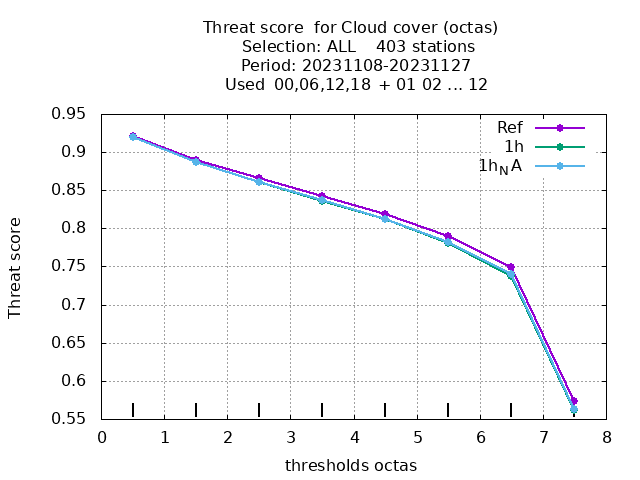 Threat score  for Cloud cover (octas)
Selection: ALL    403 stations
Period: 20231108-20231127
Used  00,06,12,18  + 01 02 ... 12
Ref
1h
1h_NA
Threat score
0.95
0.9
0.85
0.8
0.75
0.7
0.65
0.6
0.55
0 1 2 3 4 5 6 7 8
thresholds octas